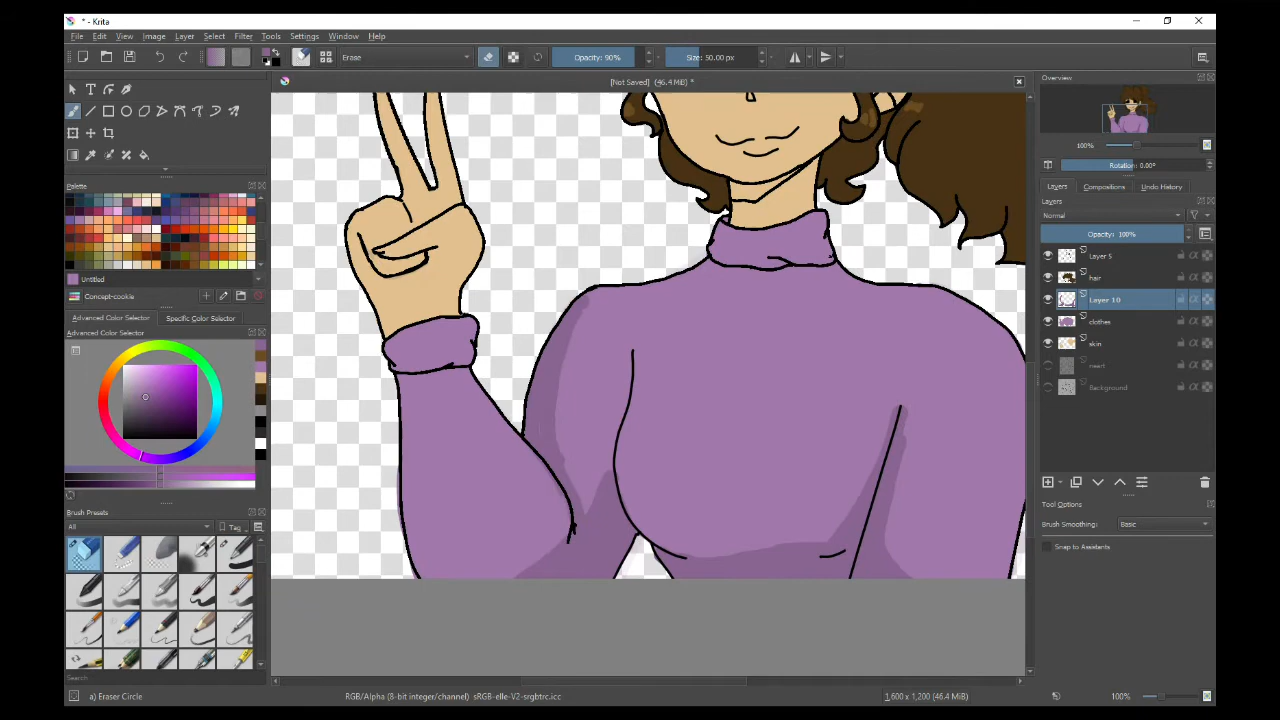 * - Krita
File Edit View Image Layer Select Filter Tools Settings Window Help
Erase Opacity: 90% Size: 50.00 px
[Not Saved] (46.4 MiB) *
Overview
100%
Rotation: 0.00°
Layers Compositions Undo History
Layers
Normal
Opacity: 100%
Layer 5
hair
Layer 10
clothes
skin
Background
Tool Options
Brush Smoothing: Basic
Snap to Assistants
Palette
Untitled
Concept-cookie
Advanced Color Selector Specific Color Selector
Advanced Color Selector
Brush Presets
All Tag
Search
a) Eraser Circle RGB/Alpha (8-bit integer/channel) sRGB-elle-V2-srgbtrc.icc 1,600 x 1,200 (46.4 MiB) 100%